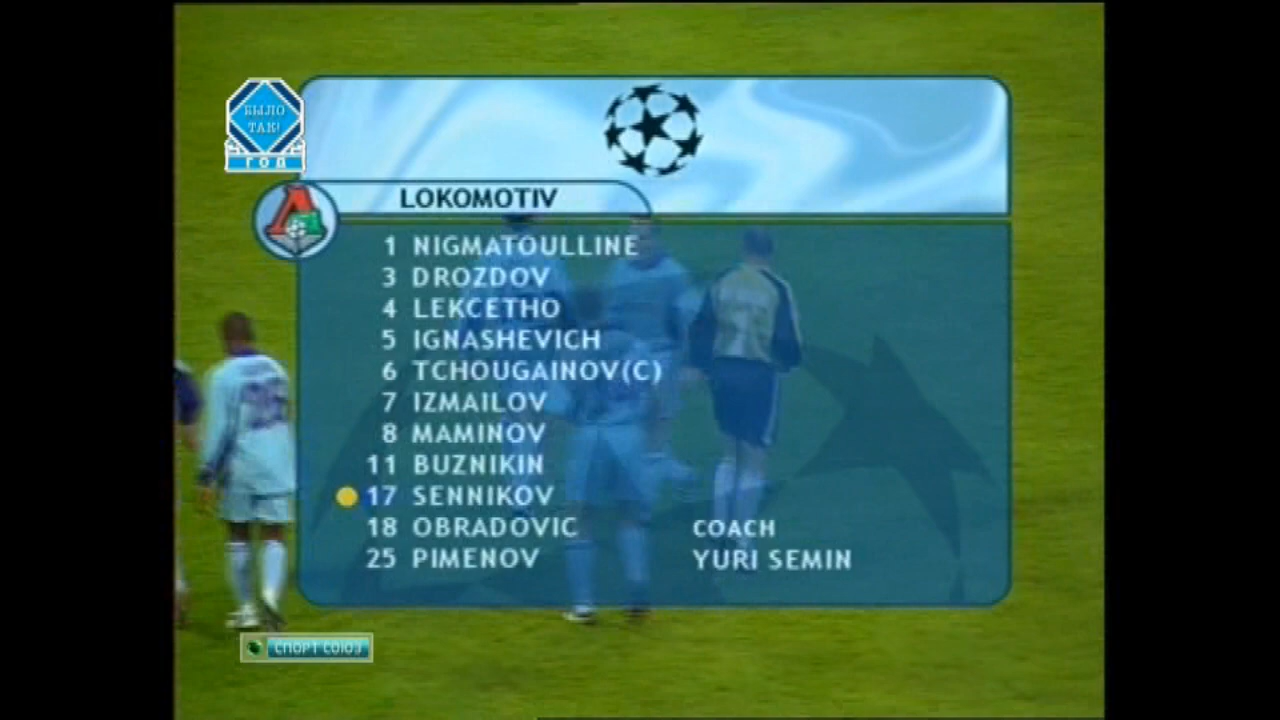 БЫЛО
ТАК!
ГОД
LOKOMOTIV
1 NIGMATOULLINE
3 DROZDOV
4 LEKCETHO
5 IGNASHEVICH
6 TCHOUGAINOV(C)
7 IZMAILOV
8 MAMINOV
11 BUZNIKIN
17 SENNIKOV
18 OBRADOVIC
25 PIMENOV
COACH
YURI SEMIN
СПОРТ СОЮЗ